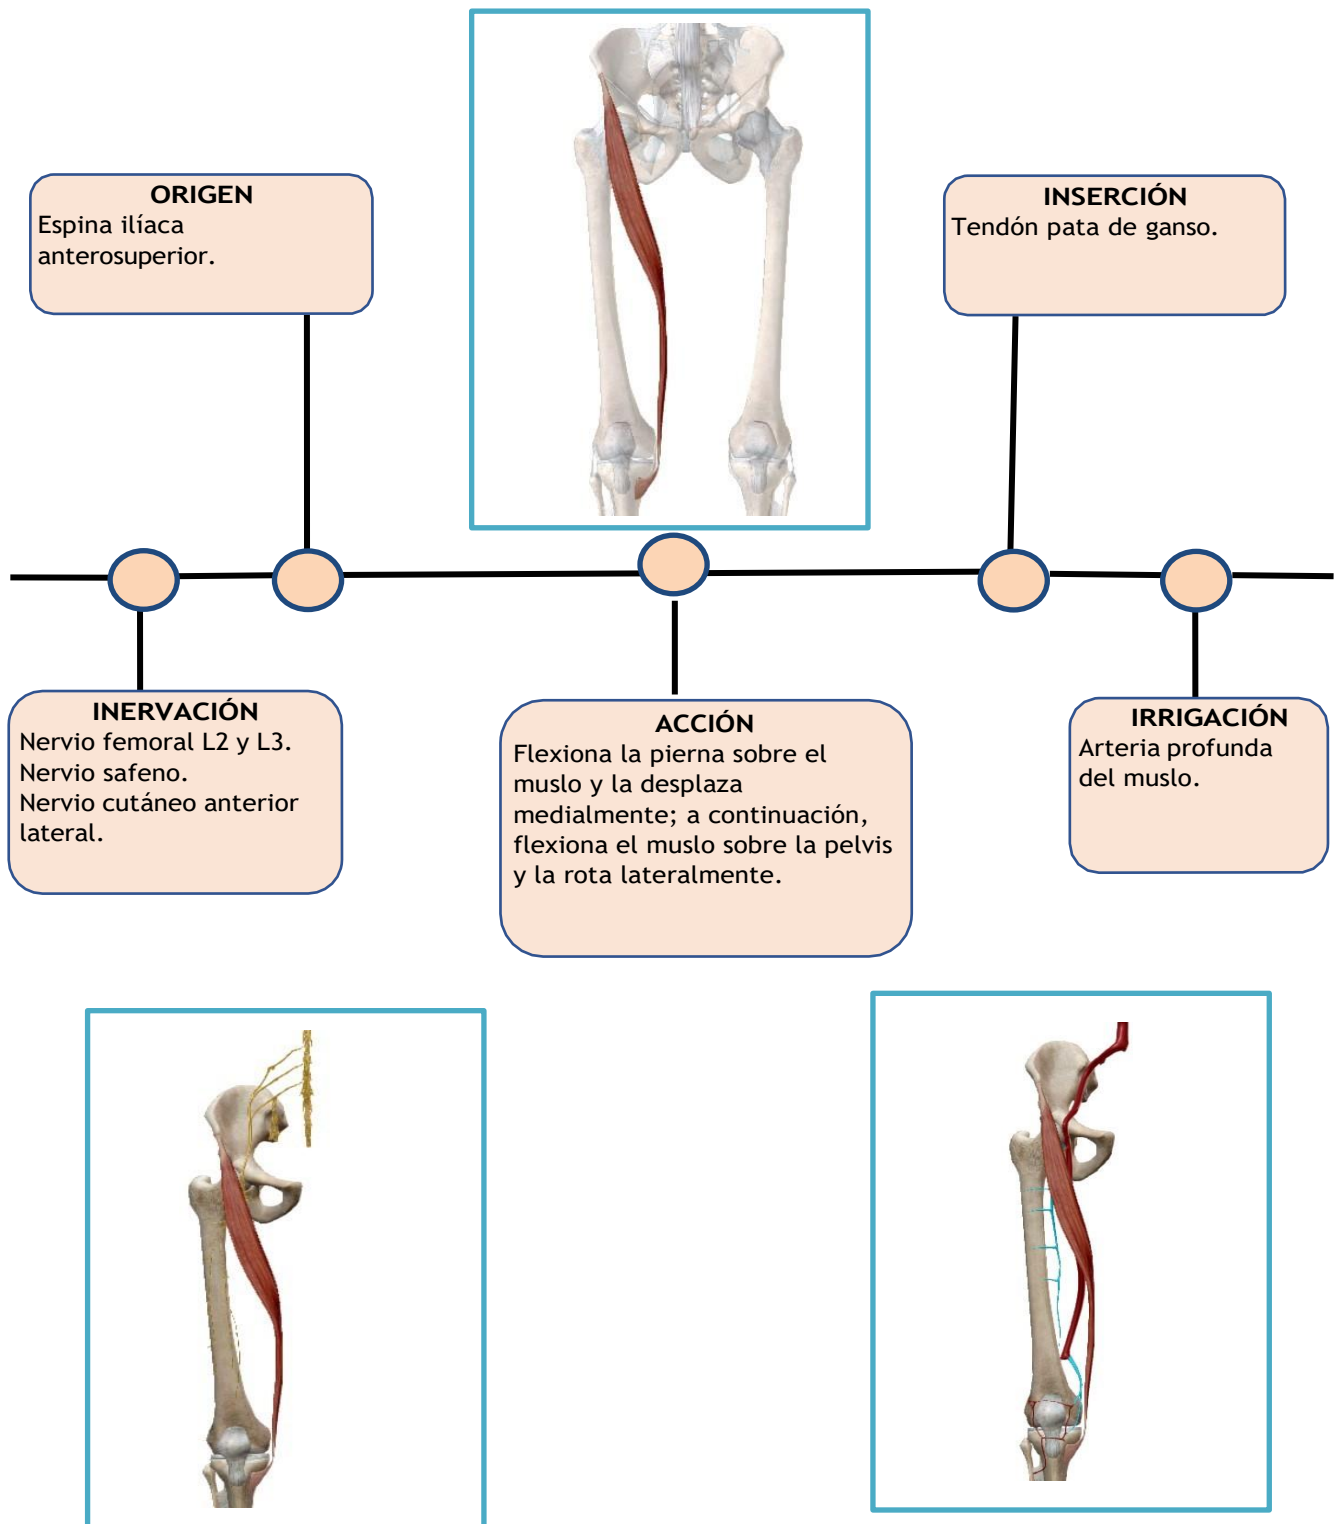 ORIGEN
Espina ilíaca
anterosuperior.
INSERCIÓN
Tendón pata de ganso.
INERVACIÓN
Nervio femoral L2 y L3.
Nervio safeno.
Nervio cutáneo anterior
lateral.
ACCIÓN
Flexiona la pierna sobre el
muslo y la desplaza
medialmente; a continuación,
flexiona el muslo sobre la pelvis
y la rota lateralmente.
IRRIGACIÓN
Arteria profunda
del muslo.